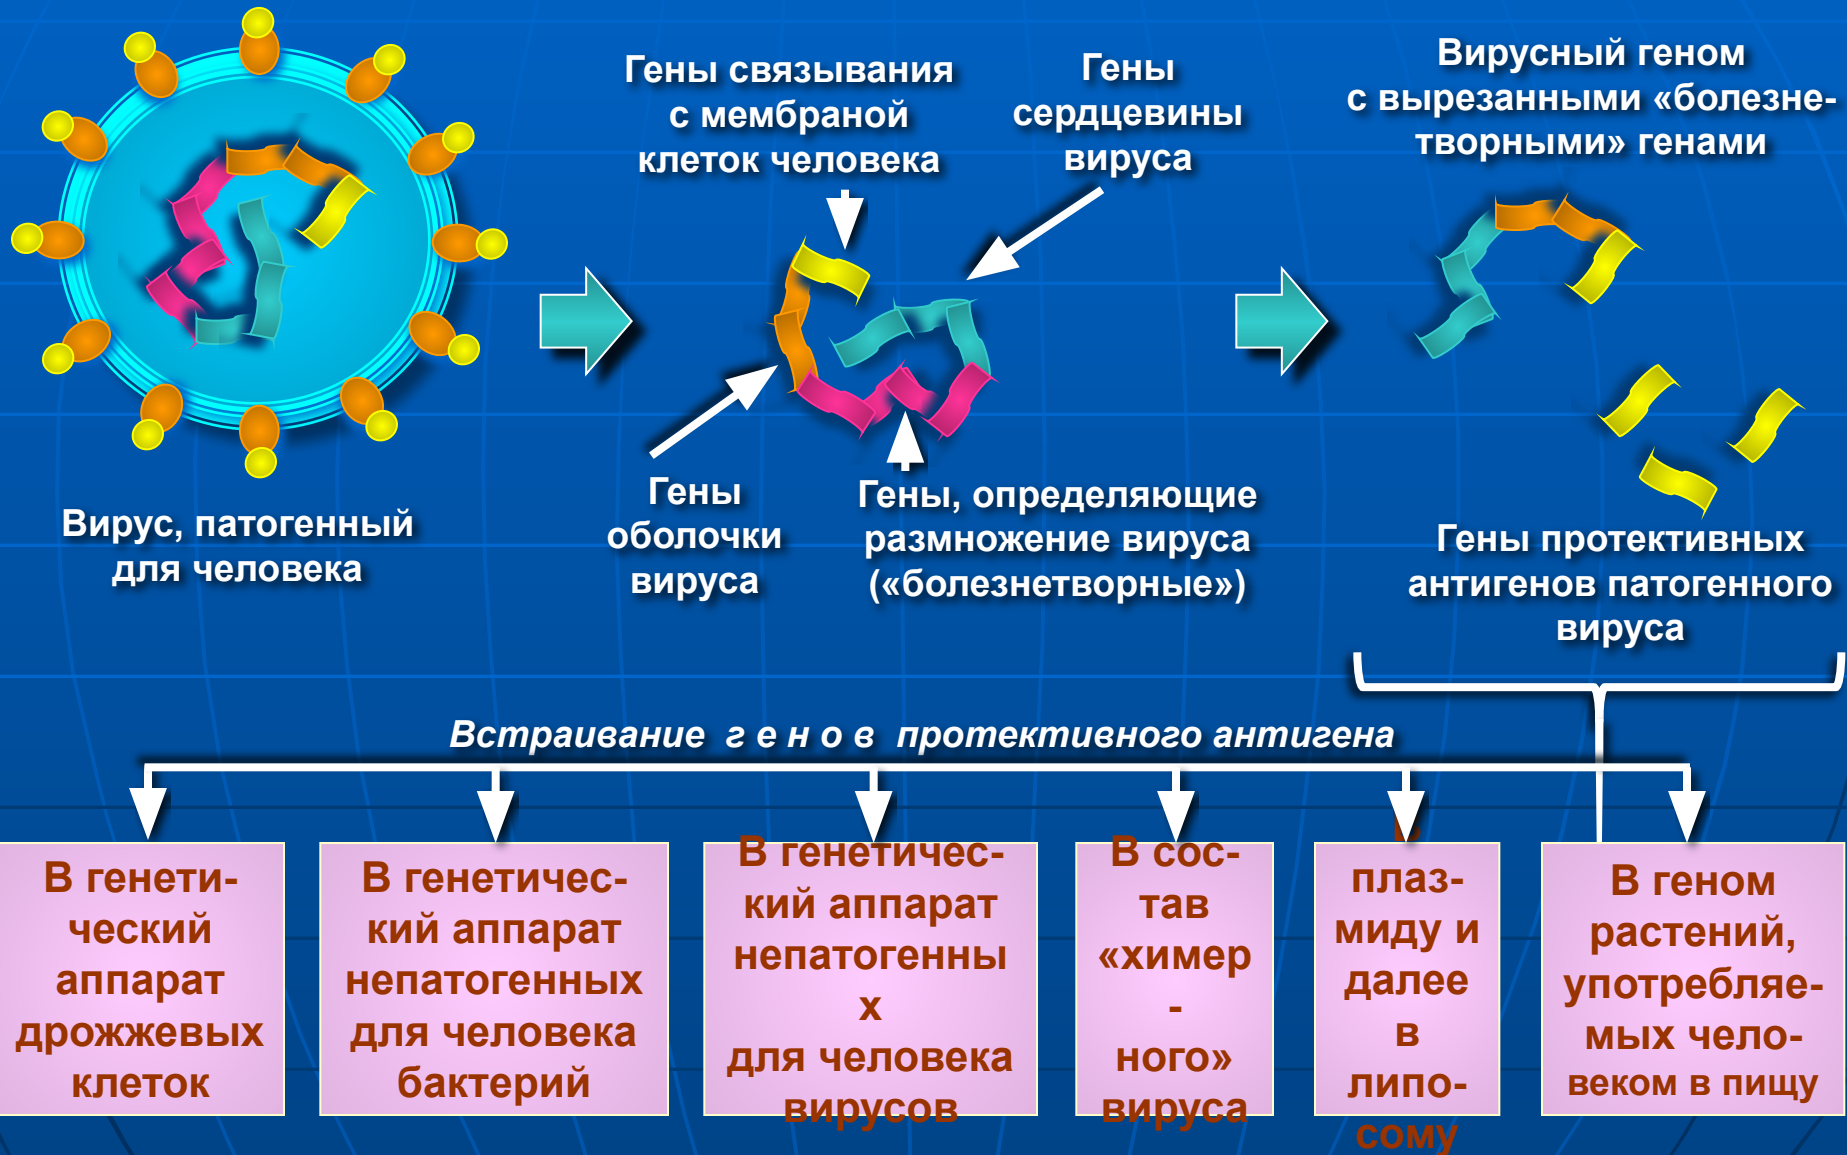 Гены связывания
с мембраной
клеток человека
Гены
сердцевины
вируса
Вирусный геном
с вырезанными «болезне-
творными» генами
Вирус, патогенный
для человека
Гены
оболочки
вируса
Гены, определяющие
размножение вируса
(«болезнетворные»)
Гены протективных
антигенов патогенного
вируса
Встраивание г е н о в протективного антигена
В генети-
ческий
аппарат
дрожжевых
клеток
В генетичес-
кий аппарат
непатогенных
для человека
бактерий
В генетичес-
кий аппарат
непатогенны
х
для человека
вирусов
В сос-
тав
«химер
-
ного»
вируса
В
плаз-
миду и
далее
в
липо-
сому
В геном
растений,
употребляе-
мых чело-
веком в пищу